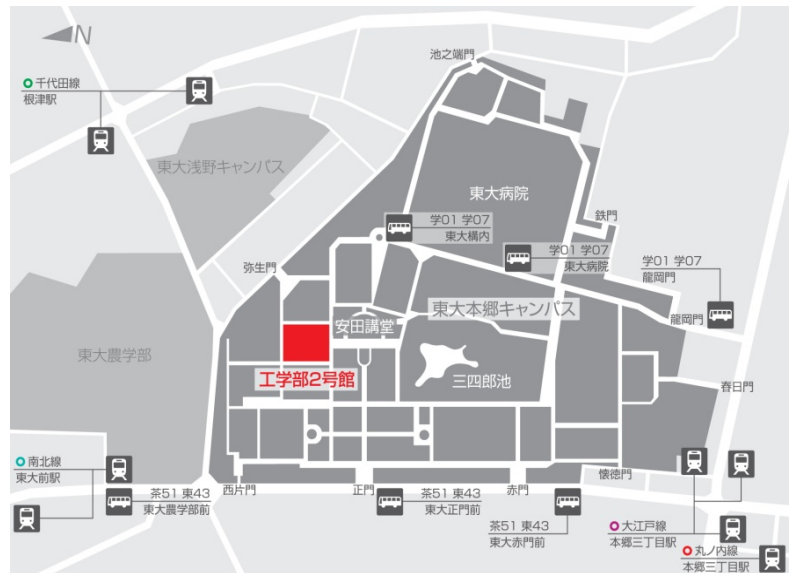 N
池之端門
千代田線
根津駅
東大浅野キャンパス
東大病院
学01 学07
東大構内
鉄門
学01 学07
東大病院
学01 学07
龍岡門
弥生門
東大本郷キャンパス
安田講堂
龍岡門
東大農学部
工学部2号館
三四郎池
春日門
南北線
東大前駅
懐徳門
西片門
正門
赤門
茶51 東43
東大農学部前
茶51 東43
東大正門前
茶51 東43
東大赤門前
大江戸線
本郷三丁目駅
丸ノ内線
本郷三丁目駅